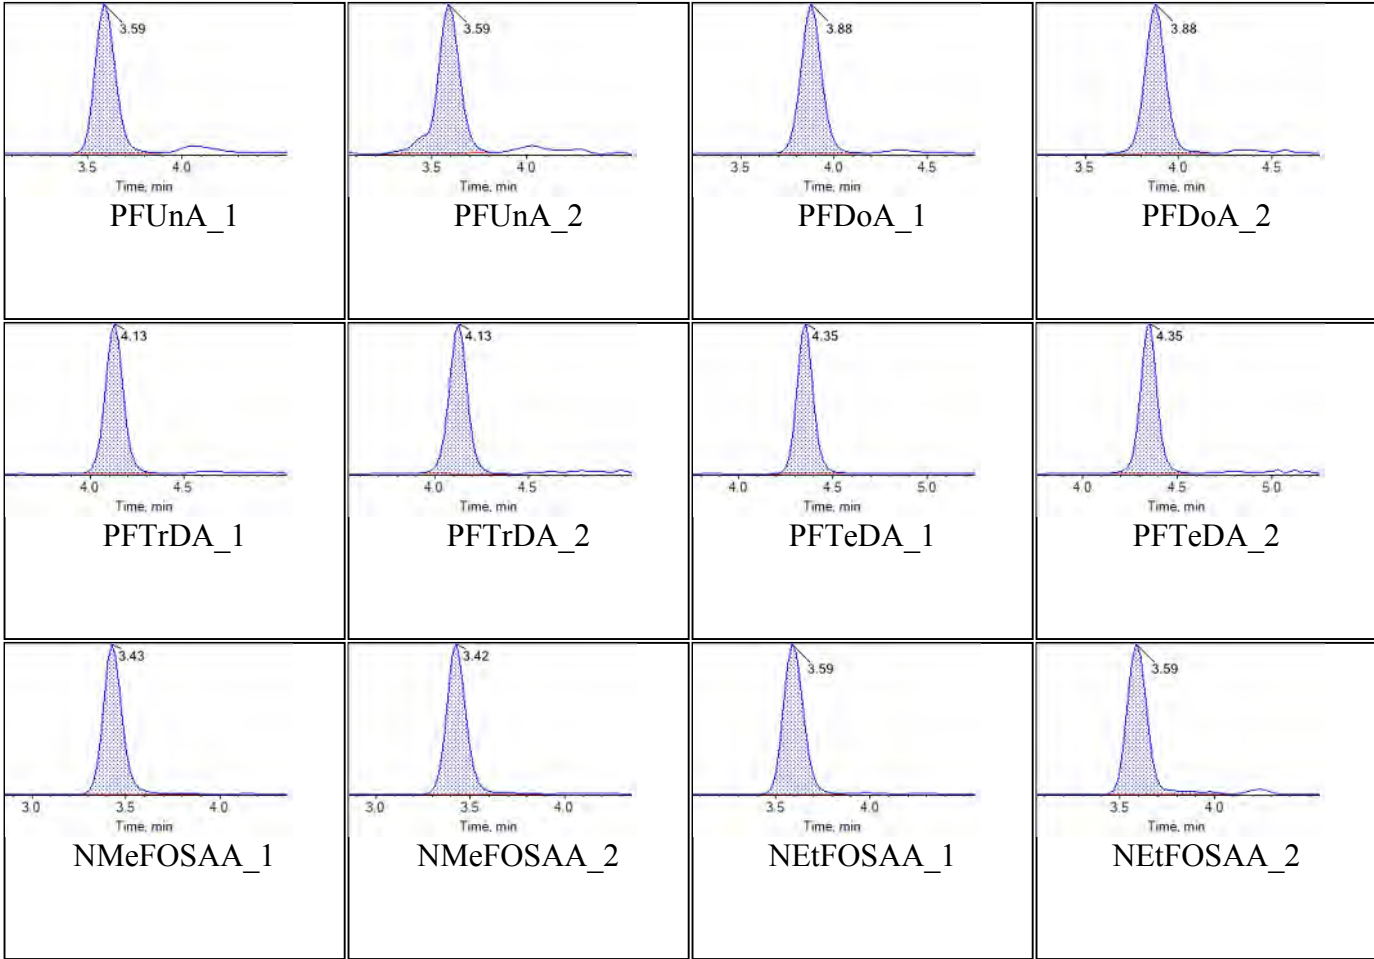 3.59
3.59
3.88
3.88
3.5 4.0
3.5 4.0
3.5 4.0 4.5
3.5 4.0 4.5
Time, min
Time, min
Time, min
Time, min
PFUnA_1
PFUnA_2
PFDoA_1
PFDoA_2
4.13
4.13
4.35
4.35
4.0 4.5
4.0 4.5
4.0 4.5 5.0
4.0 4.5 5.0
Time, min
Time, min
Time, min
Time, min
PFTrDA_1
PFTrDA_2
PFTeDA_1
PFTeDA_2
3.43
3.42
3.59
3.59
3.0 3.5 4.0
3.0 3.5 4.0
3.5 4.0
3.5 4.0
Time, min
Time, min
Time, min
Time, min
NMeFOSAA_1
NMeFOSAA_2
NEtFOSAA_1
NEtFOSAA_2